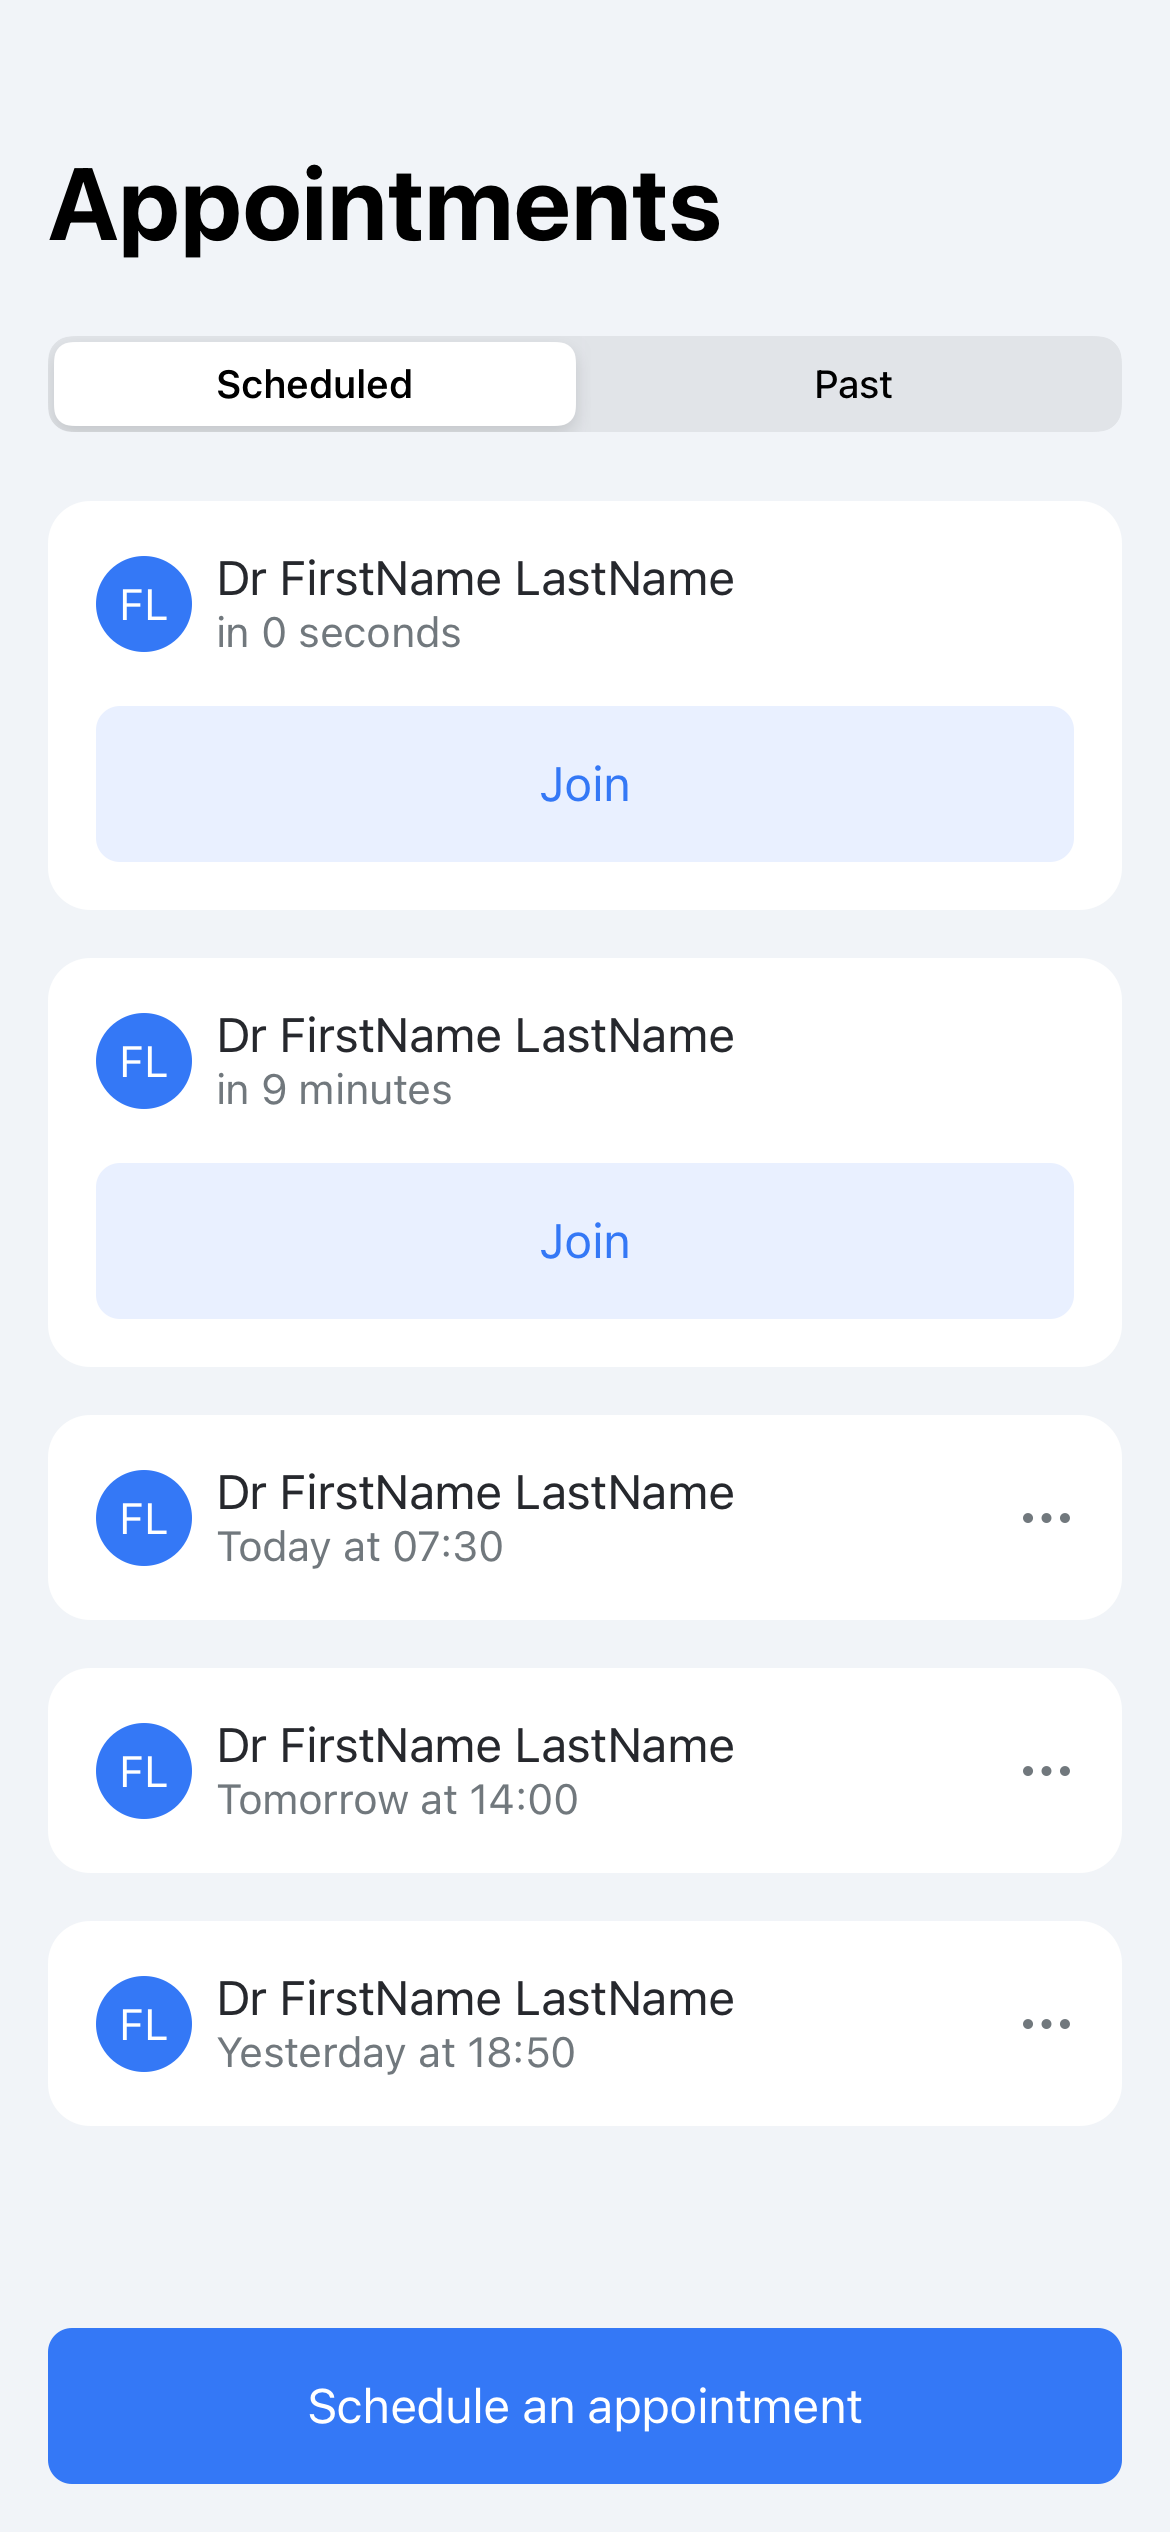 Appointments
Scheduled
Past
FL
Dr FirstName LastName
in 0 seconds
Join
FL
Dr FirstName LastName
in 9 minutes
Join
FL
Dr FirstName LastName
Today at 07:30
FL
Dr FirstName LastName
Tomorrow at 14:00
FL
Dr FirstName LastName
Yesterday at 18:50
Schedule an appointment